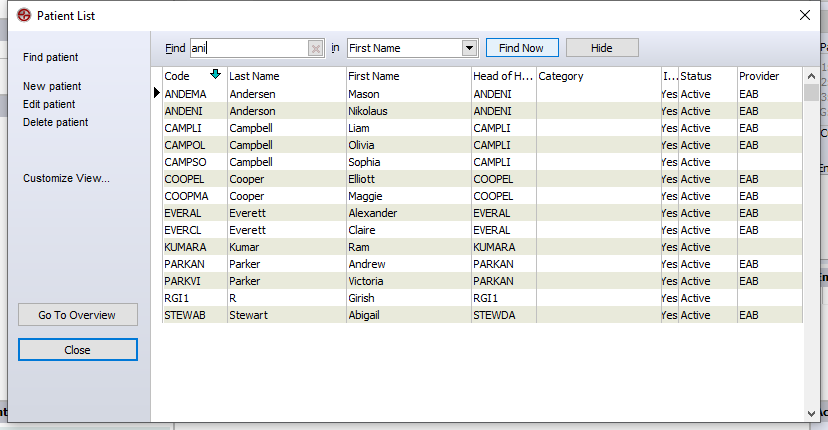 Patient List
Find patient
New patient
Edit patient
Delete patient
Customize View...
Go To Overview
Close
Find ani in First Name Find Now Hide
Code Last Name First Name Head of H... Category I... Status Provider
ANDEMA Andersen Mason ANDENI Yes Active EAB
ANDENI Anderson Nikolaus ANDENI Yes Active EAB
CAMPLI Campbell Liam CAMPLI Yes Active EAB
CAMPOL Campbell Olivia CAMPLI Yes Active EAB
CAMPSO Campbell Sophia CAMPLI Yes Active
COOPEL Cooper Elliott COOPEL Yes Active EAB
COOPMA Cooper Maggie COOPEL Yes Active EAB
EVERAL Everett Alexander EVERAL Yes Active EAB
EVERCL Everett Claire EVERAL Yes Active EAB
KUMARA Kumar Ram KUMARA Yes Active
PARKAN Parker Andrew PARKAN Yes Active EAB
PARKVI Parker Victoria PARKAN Yes Active EAB
RGI1 R Girish RGI1 Yes Active
STEWAB Stewart Abigail STEWDA Yes Active EAB